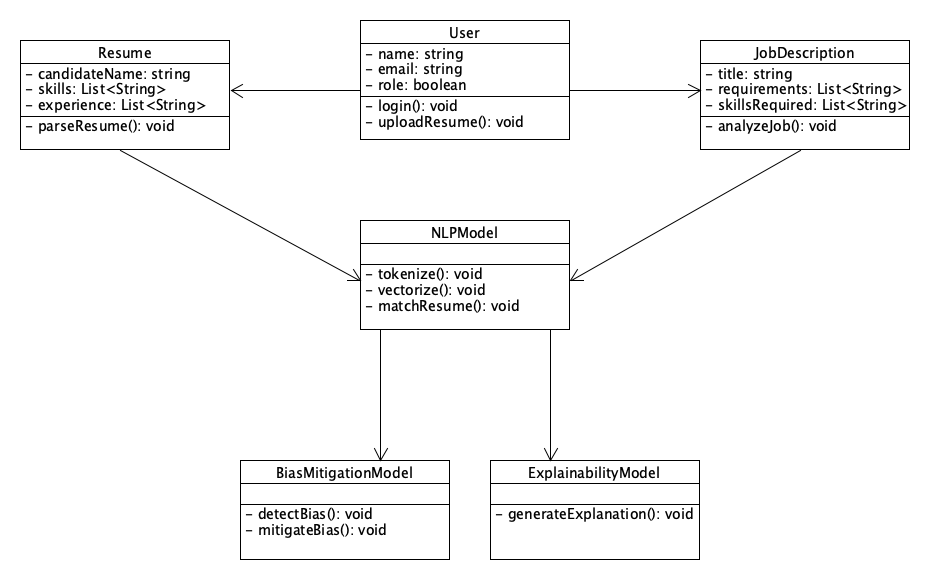 Resume
– candidateName: string
– skills: List<String>
– experience: List<String>
– parseResume(): void
User
– name: string
– email: string
– role: boolean
– login(): void
– uploadResume(): void
JobDescription
– title: string
– requirements: List<String>
– skillsRequired: List<String>
– analyzeJob(): void
NLPModel
– tokenize(): void
– vectorize(): void
– matchResume(): void
BiasMitigationModel
– detectBias(): void
– mitigateBias(): void
ExplainabilityModel
– generateExplanation(): void